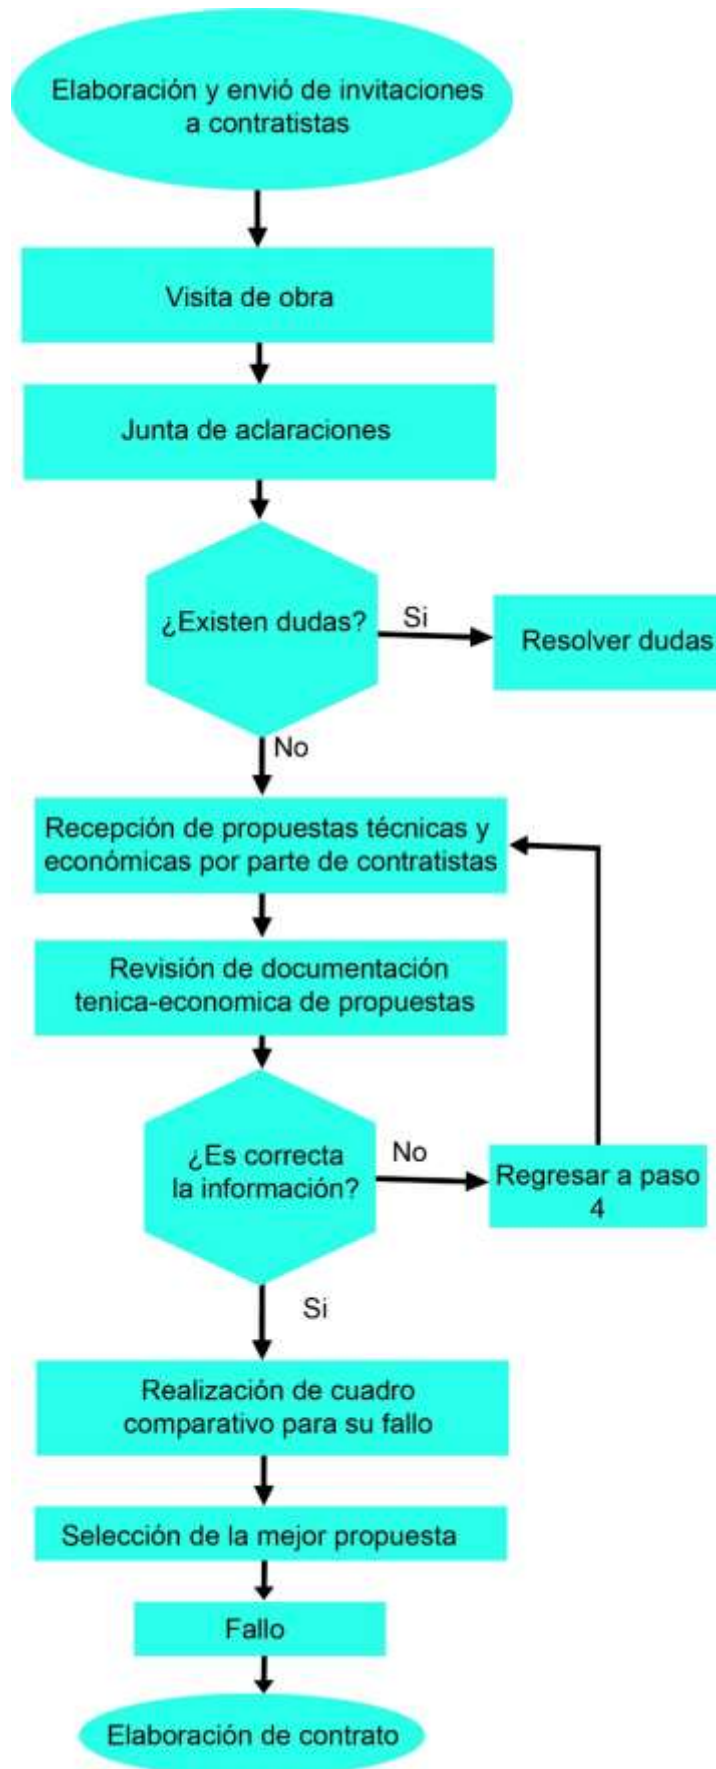 Elaboración y envió de invitaciones
a contratistas
Visita de obra
Junta de aclaraciones
¿Existen dudas?
Si
Resolver dudas
No
Recepción de propuestas técnicas y
económicas por parte de contratistas
Revisión de documentación
tenica-economica de propuestas
¿Es correcta
la información?
No
Regresar a paso
4
Si
Realización de cuadro
comparativo para su fallo
Selección de la mejor propuesta
Fallo
Elaboración de contrato